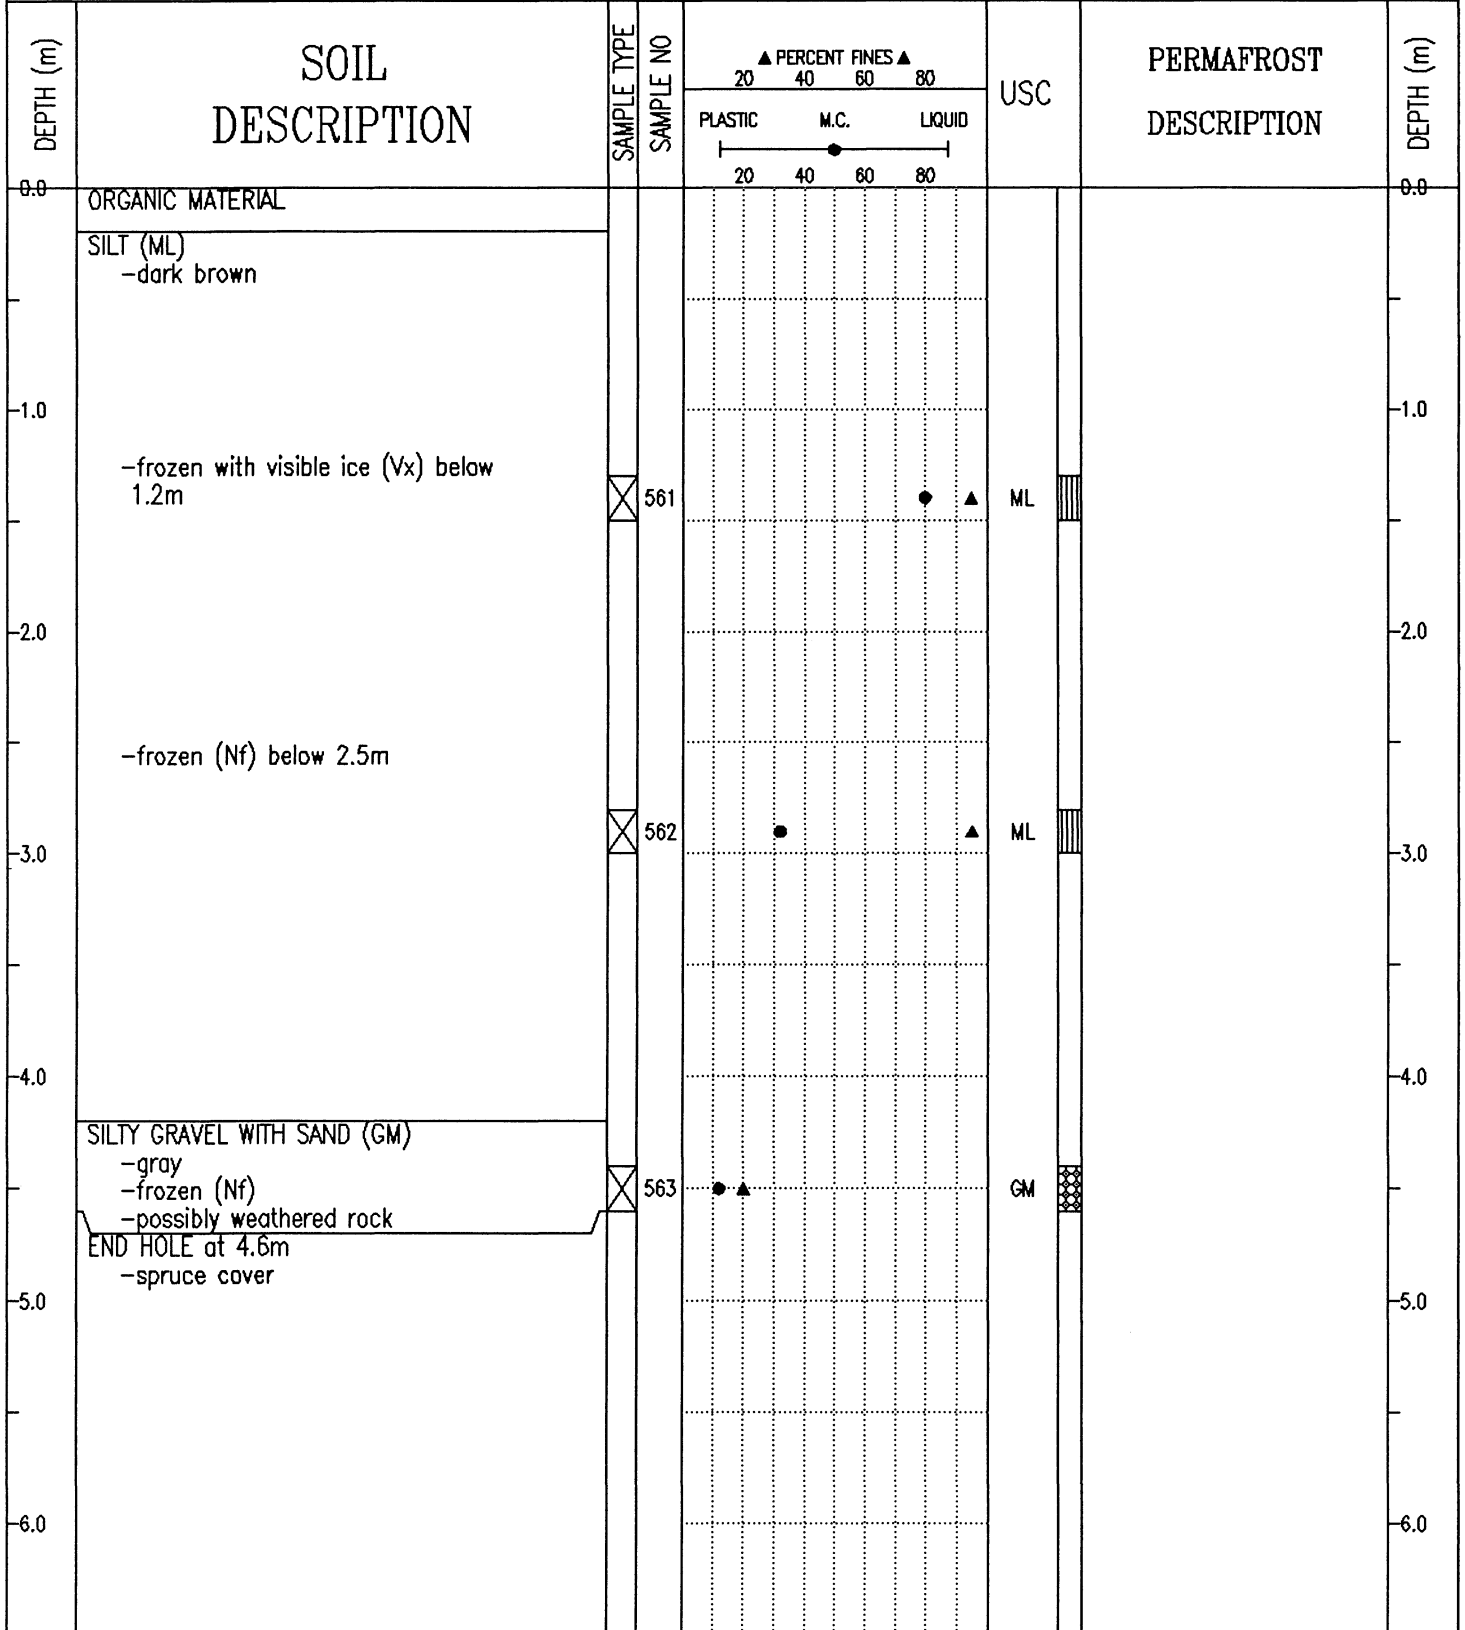 DEPTH (m)
SOIL
DESCRIPTION
SAMPLE TYPE
SAMPLE NO
▲ PERCENT FINES ▲
20 40 60 80
PLASTIC M.C. LIQUID
20 40 60 80
USC
PERMAFROST
DESCRIPTION
DEPTH (m)
0.0 0.0
ORGANIC MATERIAL
SILT (ML)
-dark brown
1.0 1.0
-frozen with visible ice (Vx) below
1.2m
561 ML
2.0 2.0
-frozen (Nf) below 2.5m
562 ML
3.0 3.0
4.0 4.0
SILTY GRAVEL WITH SAND (GM)
-gray
-frozen (Nf)
563 GM
-possibly weathered rock
END HOLE at 4.6m
-spruce cover
5.0 5.0
6.0 6.0